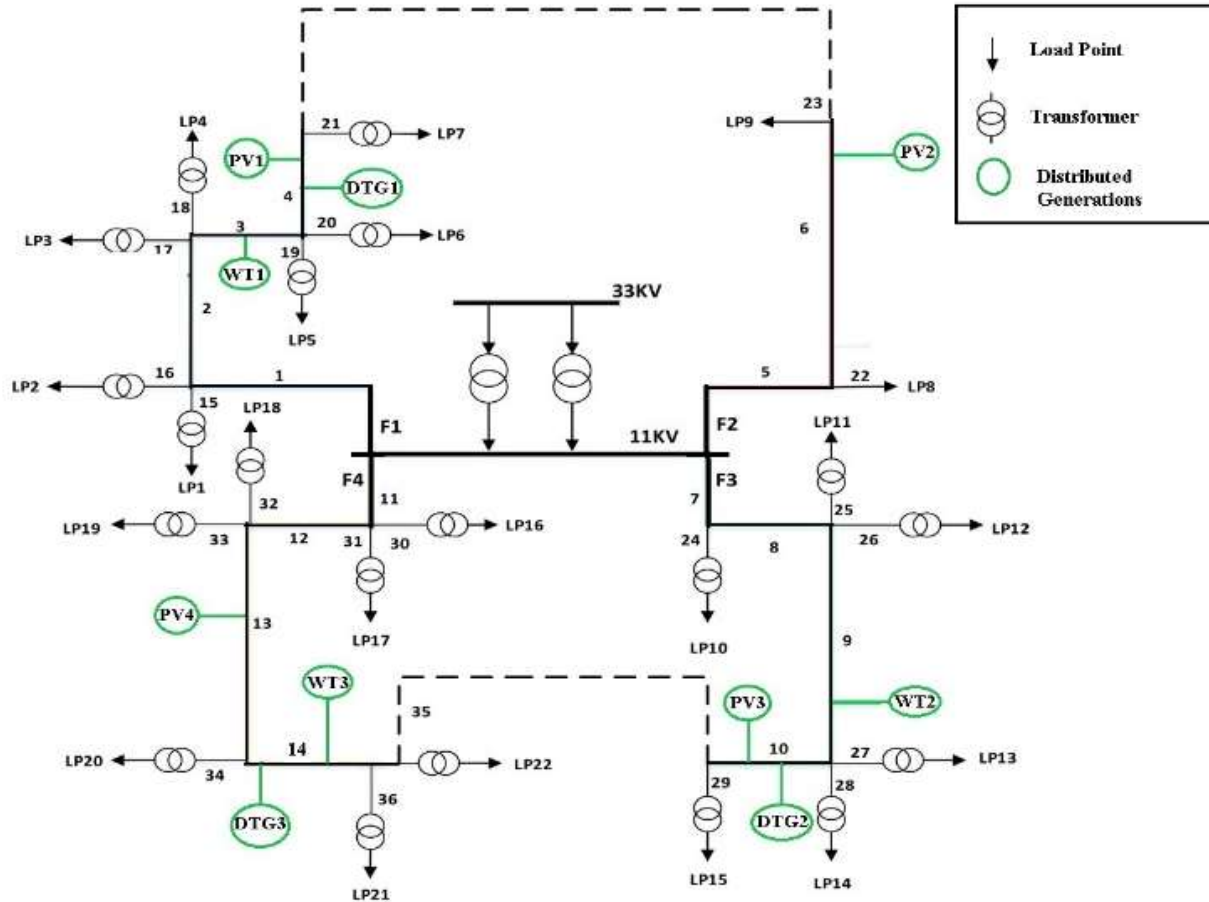 Load Point
Transformer
Distributed
Generations
23
LP9
PV2
LP4
21
LP7
PV1
DTG1
4
18
3
20
LP3
17
19
LP6
WT1
6
2
33KV
LP5
LP2
16
1
5
22
LP8
15
LP18
LP11
F1
F2
11KV
LP1
F4
F3
32
11
7
25
LP19
33
12
31
30
LP16
24
8
26
LP12
PV4
13
LP17
LP10
9
WT3
35
PV3
WT2
LP20
34
14
LP22
10
27
LP13
36
29
28
DTG3
DTG2
LP21
LP15
LP14